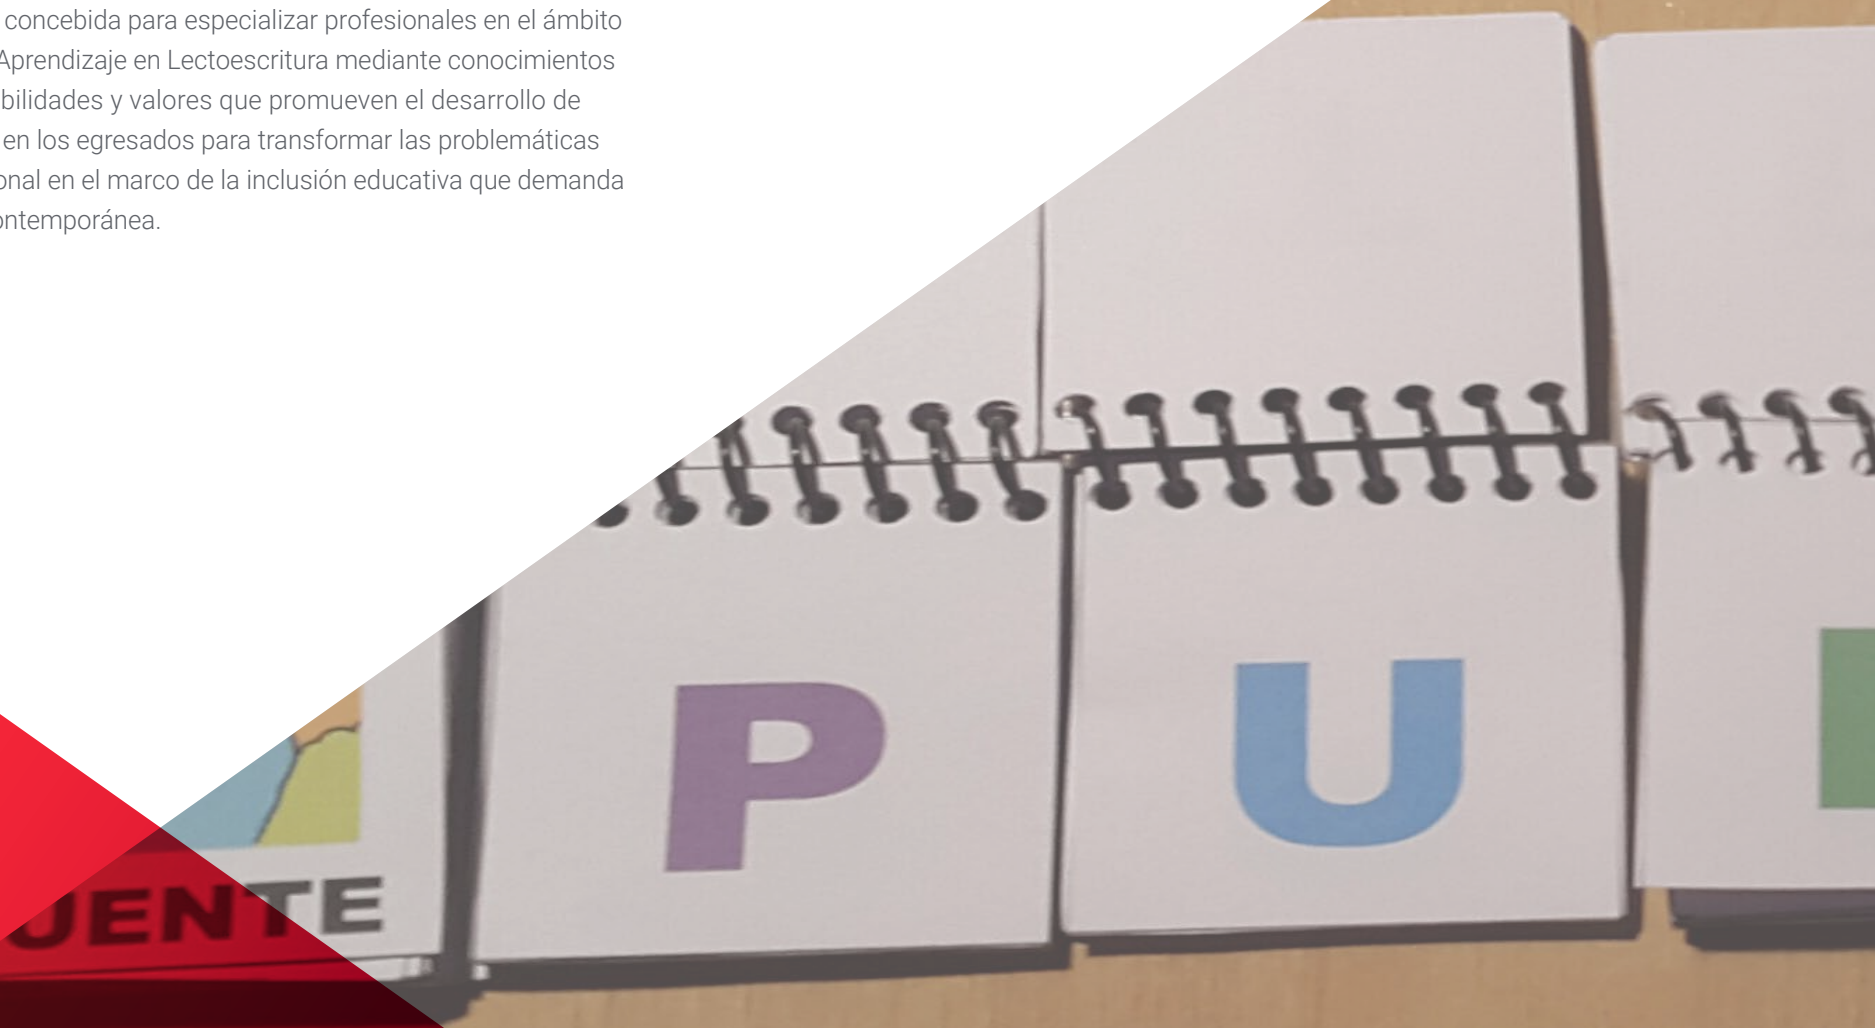 concebida para especializar profesionales en el ámbito
Aprendizaje en Lectoescritura mediante conocimientos
bilidades y valores que promueven el desarrollo de
en los egresados para transformar las problemáticas
onal en el marco de la inclusión educativa que demanda
ontemporánea.
P U
UENTE